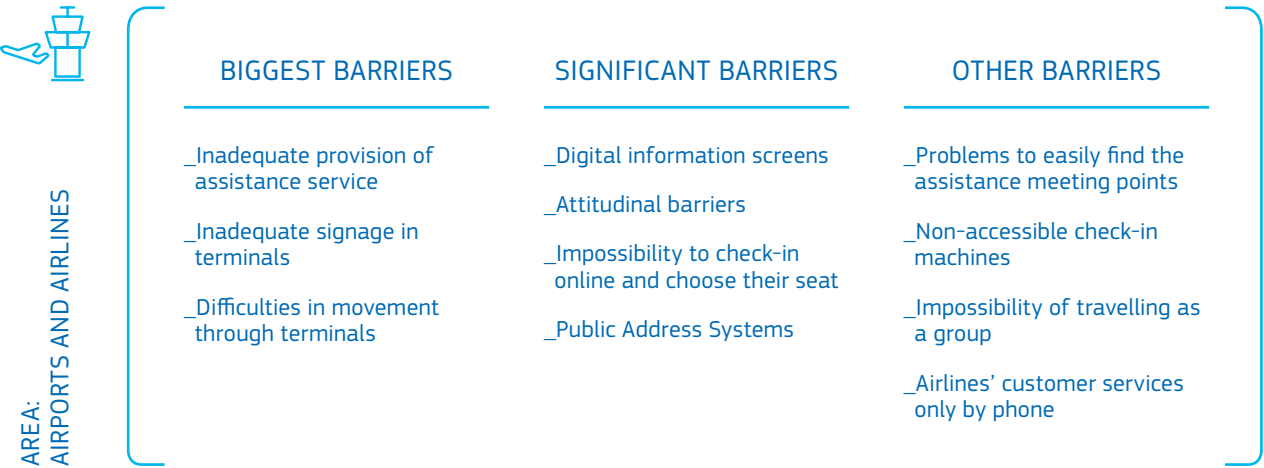 AREA:
AIRPORTS AND AIRLINES
BIGGEST BARRIERS
_Inadequate provision of
assistance service
_Inadequate signage in
terminals
_Difficulties in movement
through terminals
SIGNIFICANT BARRIERS
_Digital information screens
_Attitudinal barriers
_Impossibility to check-in
online and choose their seat
_Public Address Systems
OTHER BARRIERS
_Problems to easily find the
assistance meeting points
_Non-accessible check-in
machines
_Impossibility of travelling as
a group
_Airlines’ customer services
only by phone